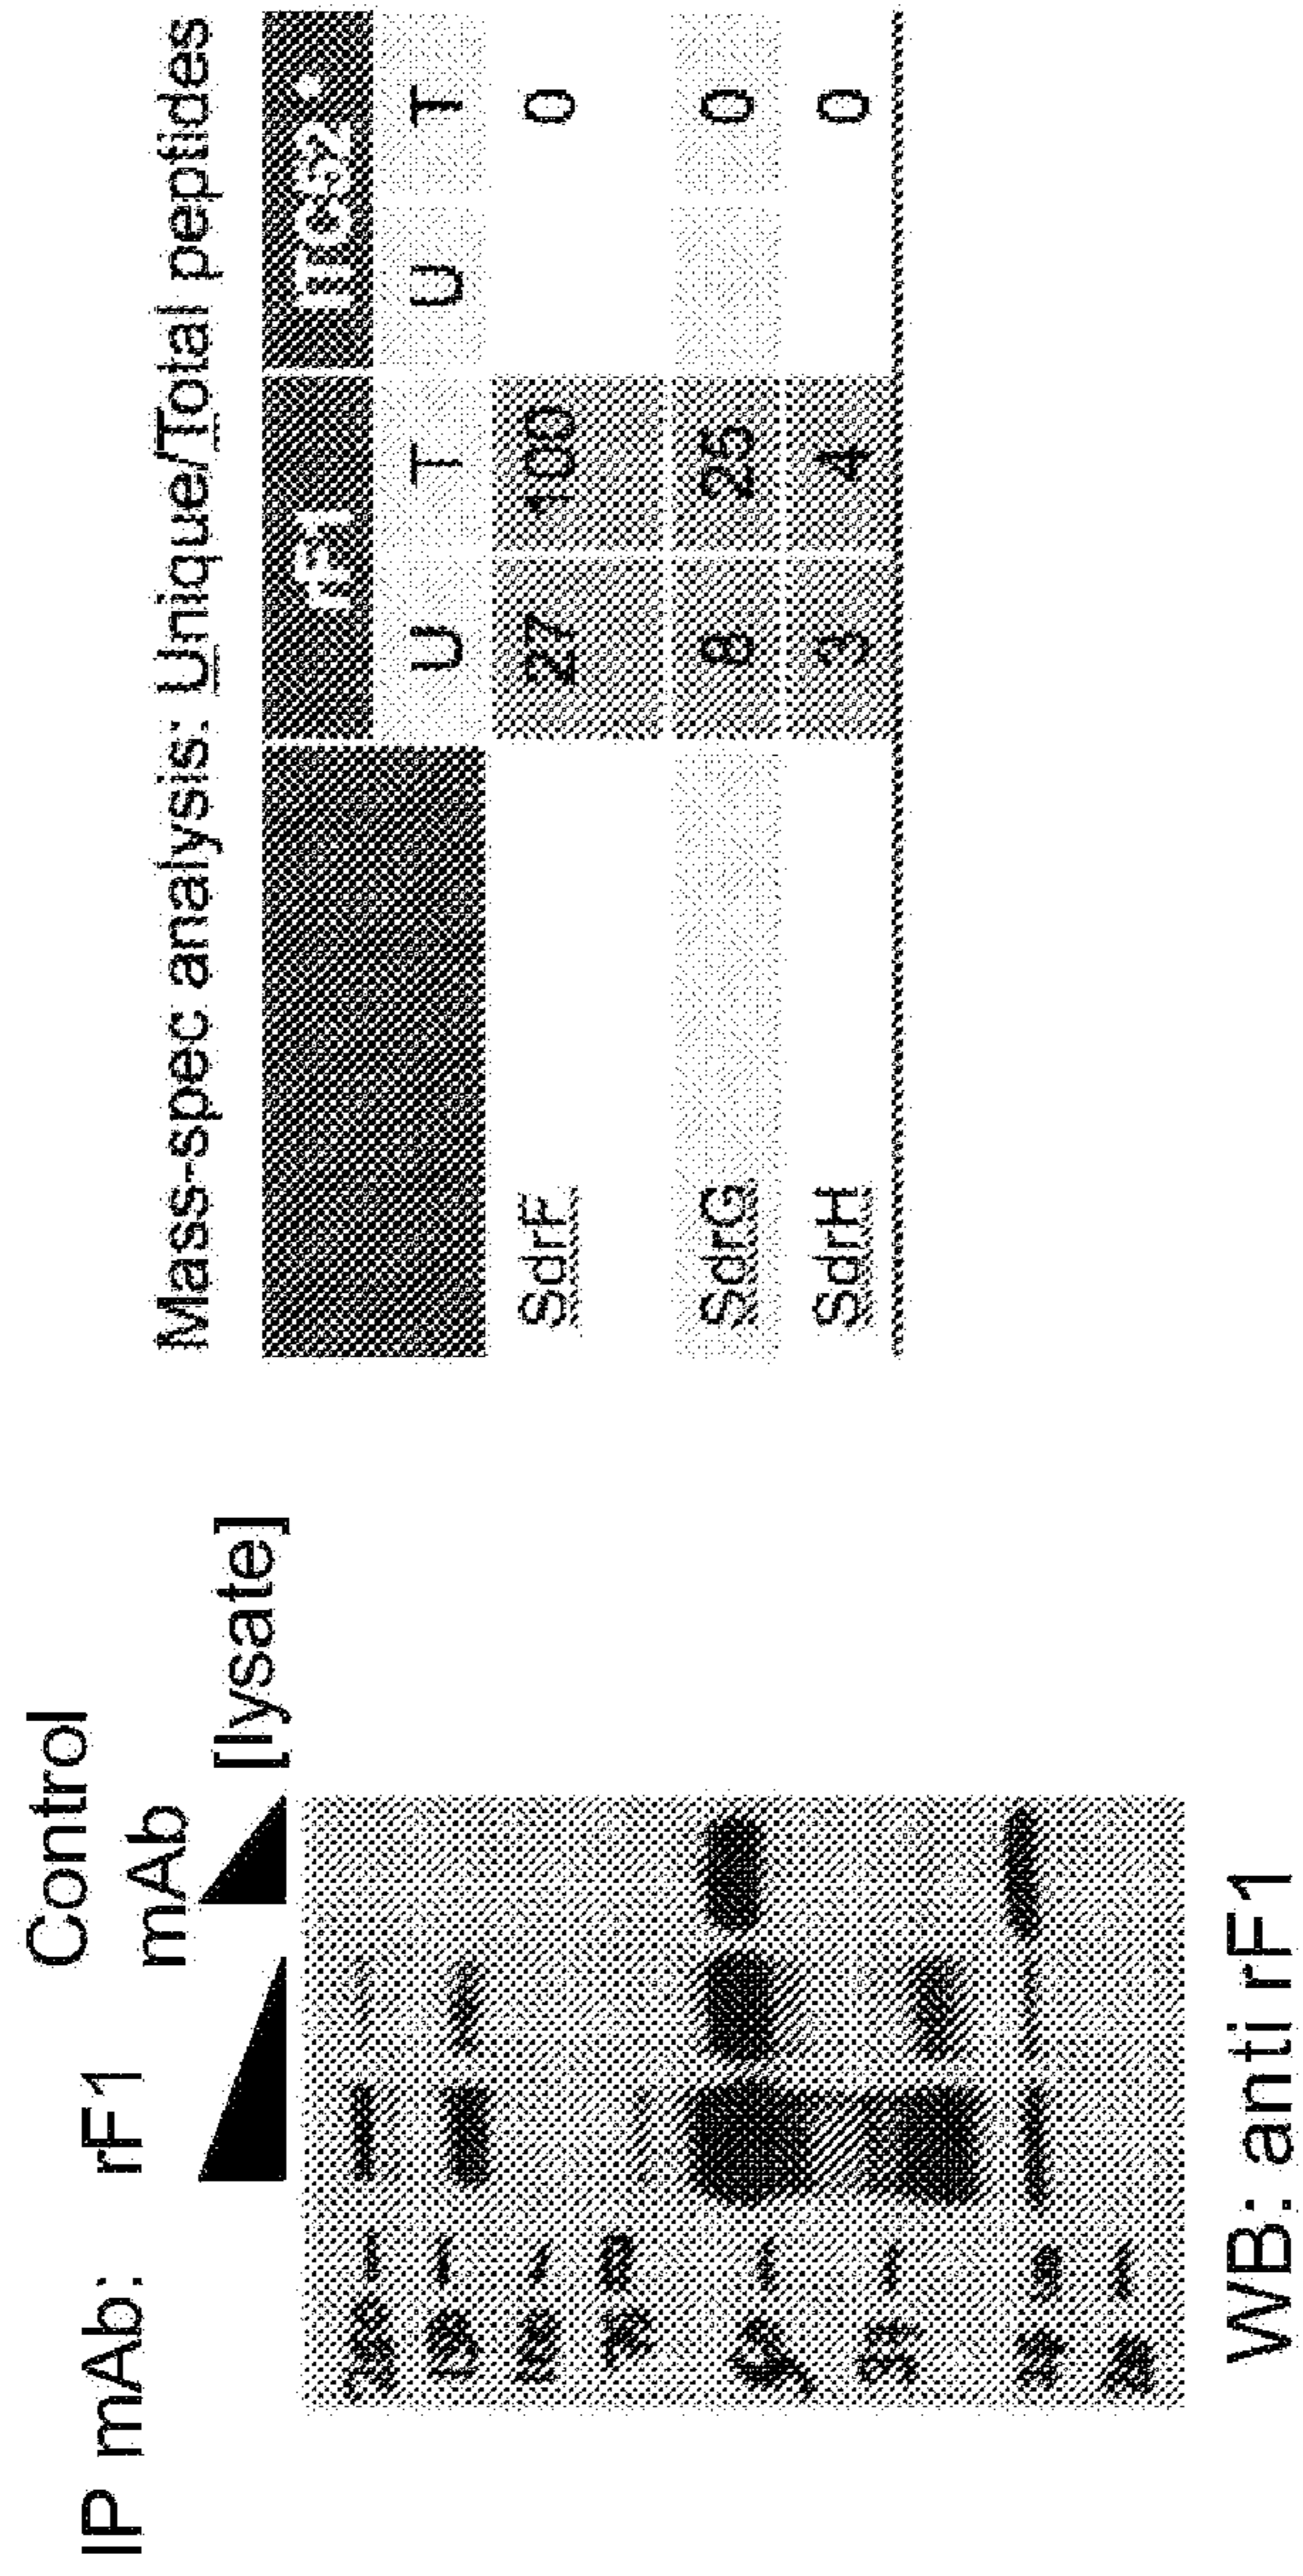 IP mAb: rF1 Control
mAb
[lysate]
WB: anti rF1
Mass-spec analysis: Unique/Total peptides
rF1
U T U T
SdrF 27 100 0
SdrG 8 25 0
SdrH 3 4 0